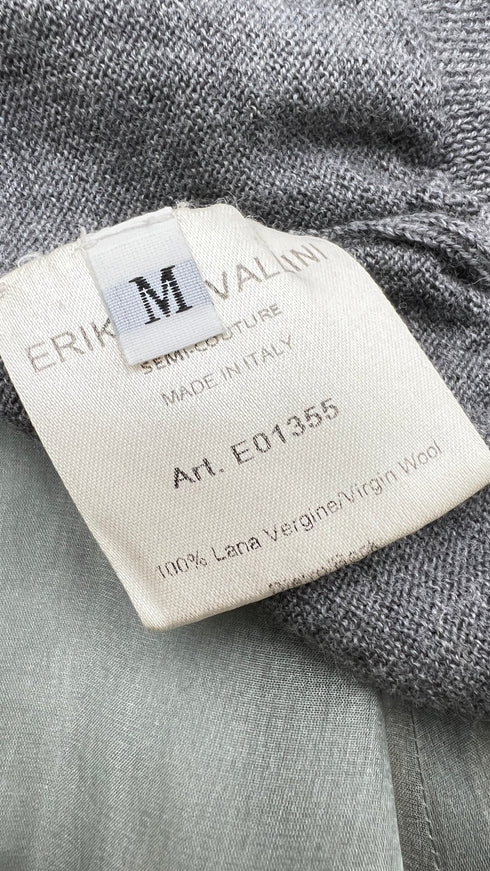 M
ERIK VALLINI
SEMI-COUTURE
MADE IN ITALY
Art. E01355
100% Lana Vergine/Virgin Wool